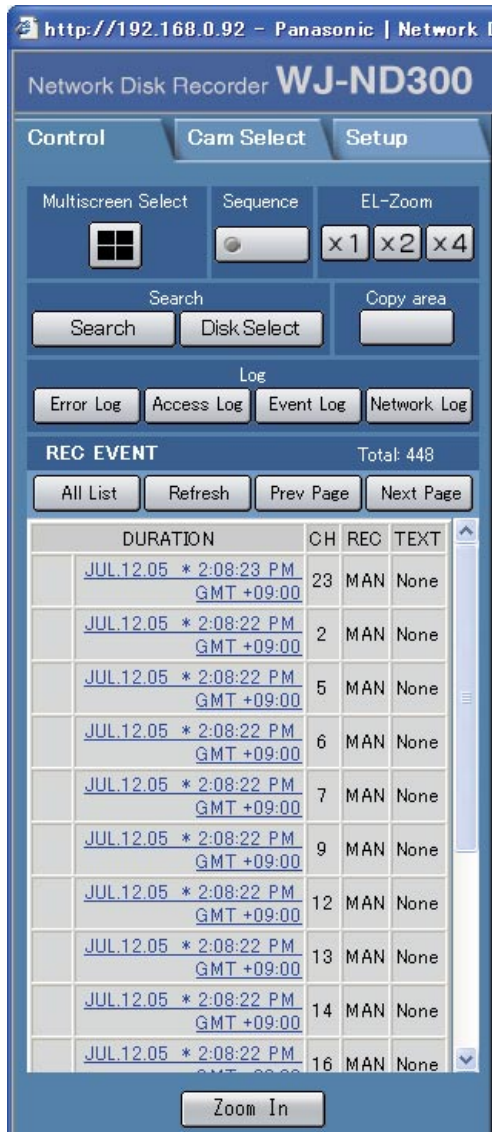 http://192.168.0.92 - Panasonic | Network
Network Disk Recorder WJ-ND300
Control Cam Select Setup
Multiscreen Select Sequence EL-Zoom
x1 x2 x4
Search Copy area
Search Disk Select
Log
Error Log Access Log Event Log Network Log
REC EVENT Total: 448
All List Refresh Prev Page Next Page
DURATION CH REC TEXT
JUL.12.05 * 2:08:23 PM
GMT +09:00 23 MAN None
JUL.12.05 * 2:08:22 PM
GMT +09:00 2 MAN None
JUL.12.05 * 2:08:22 PM
GMT +09:00 5 MAN None
JUL.12.05 * 2:08:22 PM
GMT +09:00 6 MAN None
JUL.12.05 * 2:08:22 PM
GMT +09:00 7 MAN None
JUL.12.05 * 2:08:22 PM
GMT +09:00 9 MAN None
JUL.12.05 * 2:08:22 PM
GMT +09:00 12 MAN None
JUL.12.05 * 2:08:22 PM
GMT +09:00 13 MAN None
JUL.12.05 * 2:08:22 PM
GMT +09:00 14 MAN None
JUL.12.05 * 2:08:22 PM
16 MAN None
Zoom In